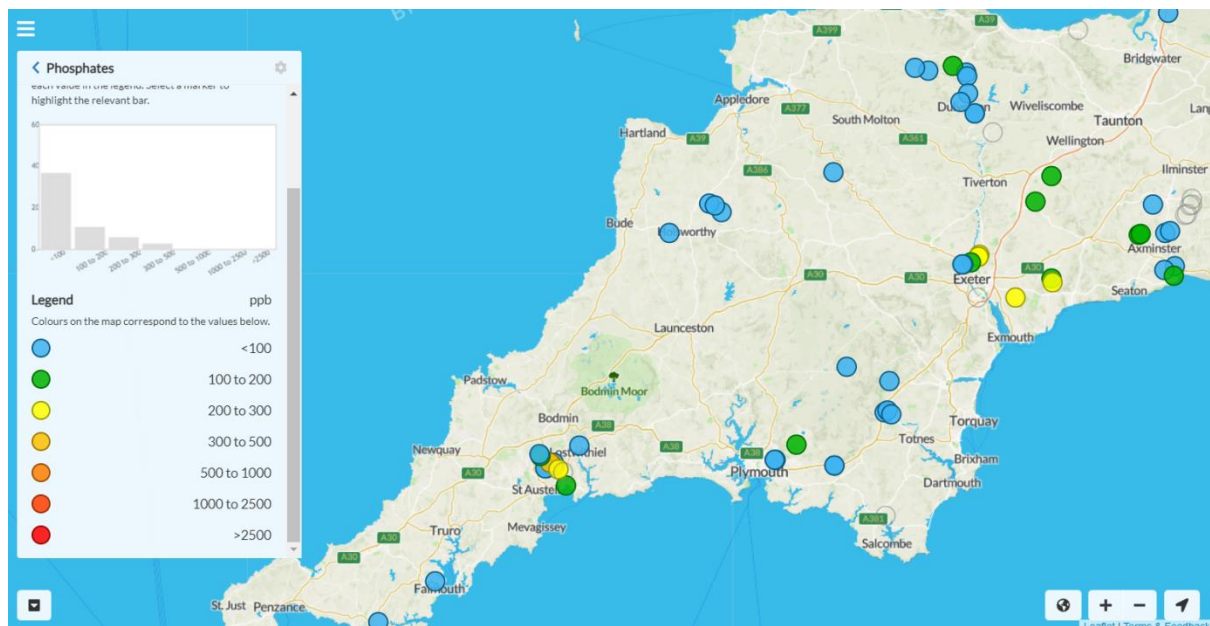 Phosphates
each value in the legend. Select a marker to
highlight the relevant bar.
60
40
20
0
<100
100 to 200
200 to 300
300 to 500
500 to 1000
1000 to 2500
>2500
Legend ppb
Colours on the map correspond to the values below.
<100
100 to 200
200 to 300
300 to 500
500 to 1000
1000 to 2500
>2500
A39
A399
Bridgwater
Appledore
A377
Wiveliscombe
South Molton
Taunton
Hartland
A39
A361
Wellington
A386
Ilminster
Tiverton
Bude
Axminster
A30
A30
A30
Exeter
Seaton
Launceston
Exmouth
Padstow
Bodmin Moor
Bodmin
Torquay
A38
Totnes
Newquay
A38
A38
Brixham
A30
Plymouth
Dartmouth
A381
Mevagissey
Truro
Salcombe
A30
A30
Falmouth
St. Just
Penzance
+
−
Leaflet | Terms & Feedback